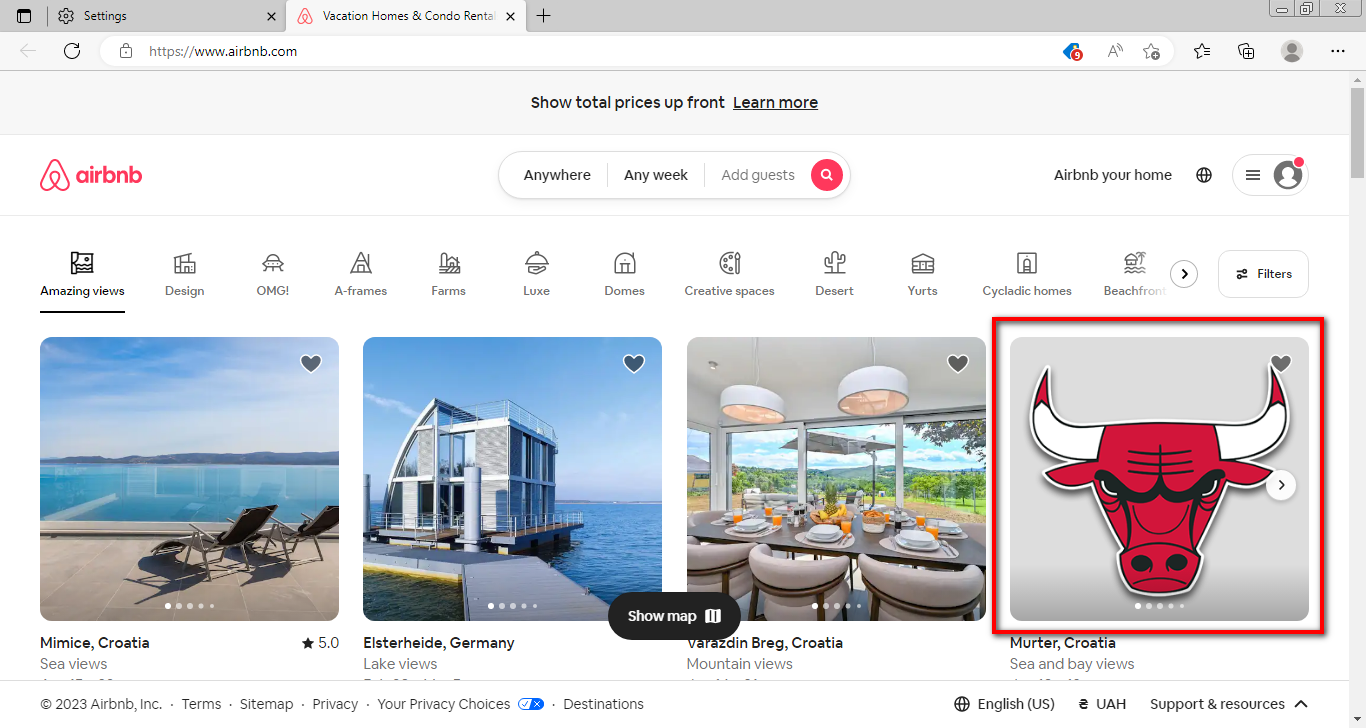 Settings
Vacation Homes & Condo Rental
https://www.airbnb.com
9
Show total prices up front Learn more
airbnb
Anywhere Any week Add guests
Airbnb your home
Amazing views Design OMG! A-frames Farms Luxe Domes Creative spaces Desert Yurts Cycladic homes Beachfront
Filters
Show map
Mimice, Croatia 5.0 Elsterheide, Germany Varazdin Breg, Croatia Murter, Croatia
Sea views Lake views Mountain views Sea and bay views
© 2023 Airbnb, Inc. · Terms · Sitemap · Privacy · Your Privacy Choices · Destinations
English (US) ₴ UAH Support & resources